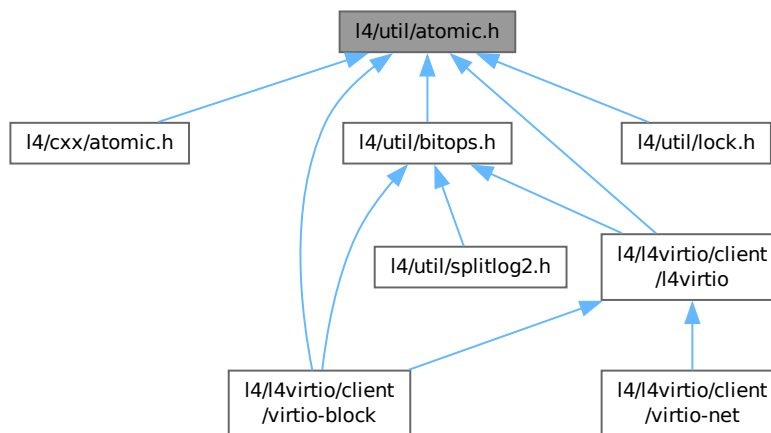 l4/util/atomic.h
l4/cxx/atomic.h
l4/util/bitops.h
l4/util/lock.h
l4/util/splitlog2.h
l4/l4virtio/client
/l4virtio
l4/l4virtio/client
/virtio-block
l4/l4virtio/client
/virtio-net